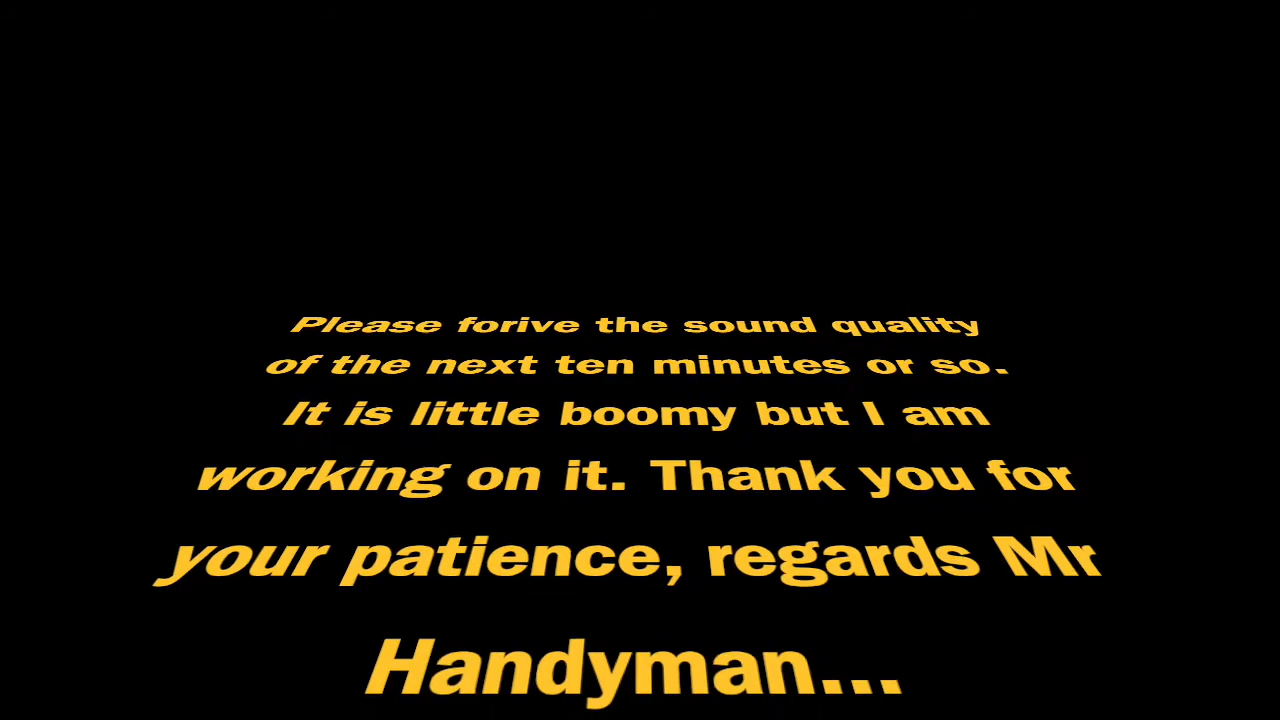 Please forive the sound quality
of the next ten minutes or so.
It is little boomy but I am
working on it. Thank you for
your patience, regards Mr
Handyman...